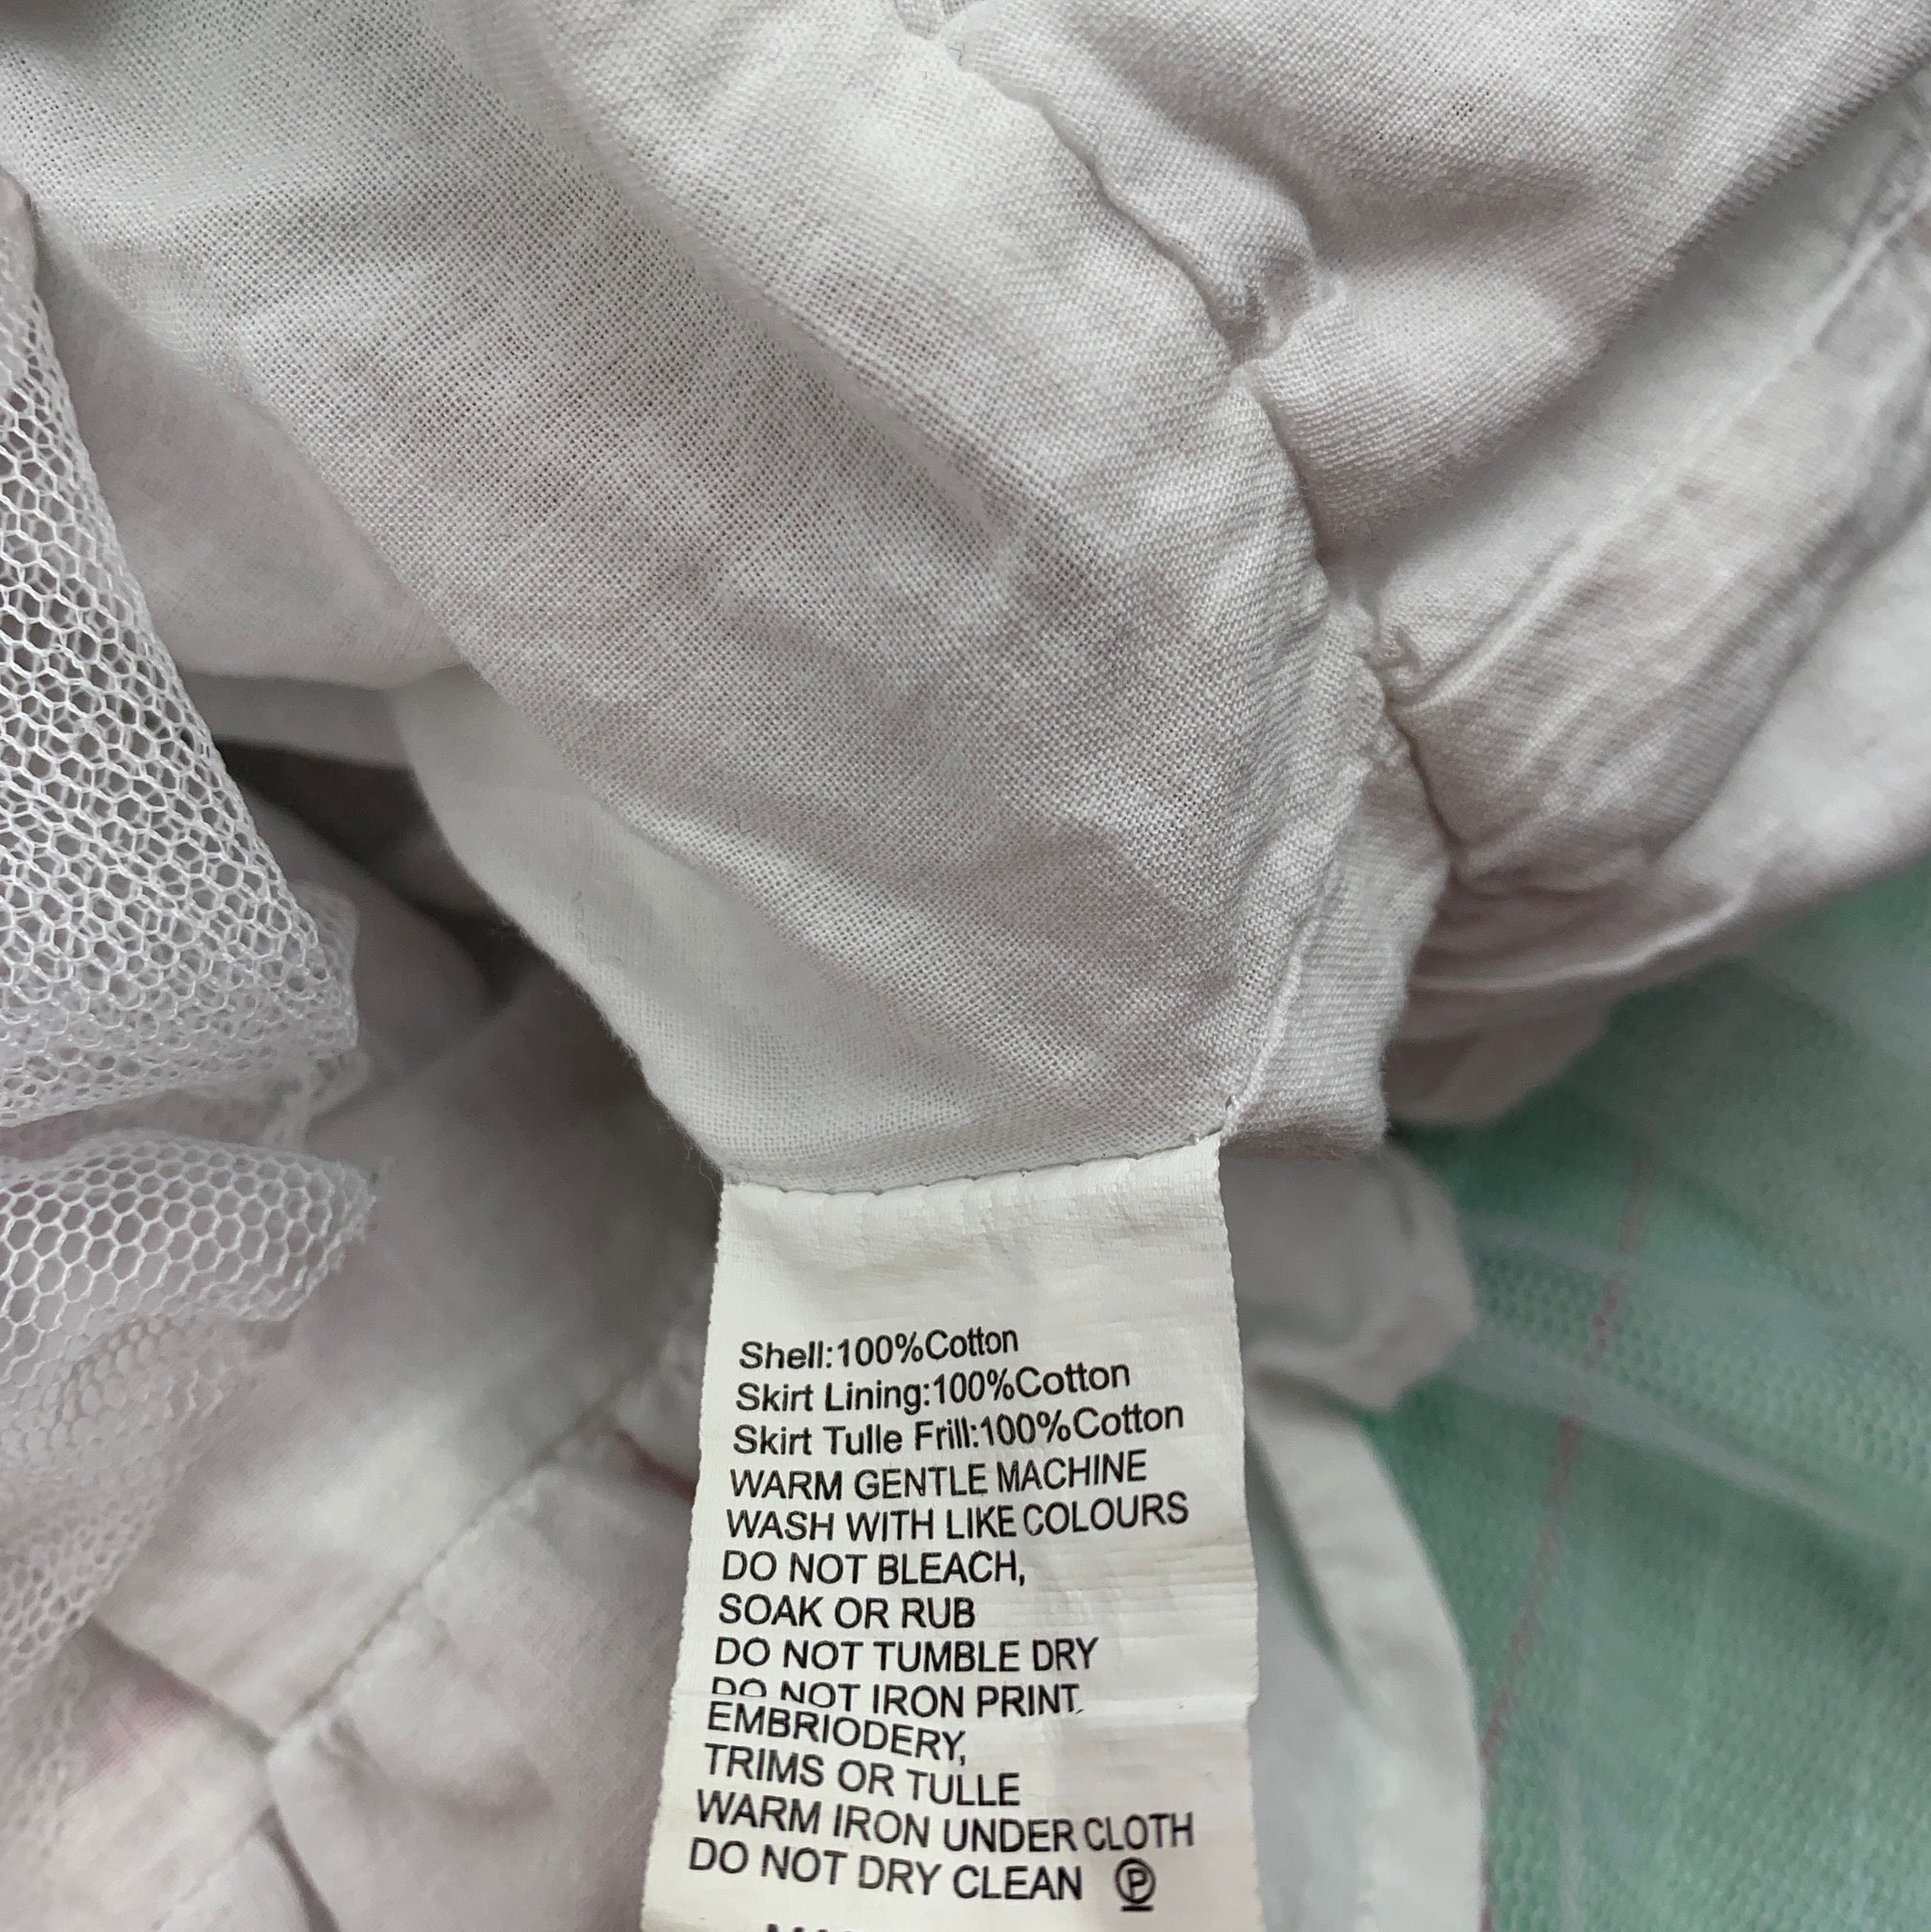 Shell:100%Cotton
Skirt Lining:100%Cotton
Skirt Tulle Frill:100%Cotton
WARM GENTLE MACHINE
WASH WITH LIKE COLOURS
DO NOT BLEACH,
SOAK OR RUB
DO NOT TUMBLE DRY
DO NOT IRON PRINT,
EMBRIODERY,
TRIMS OR TULLE
WARM IRON UNDER CLOTH
DO NOT DRY CLEAN Ⓟ